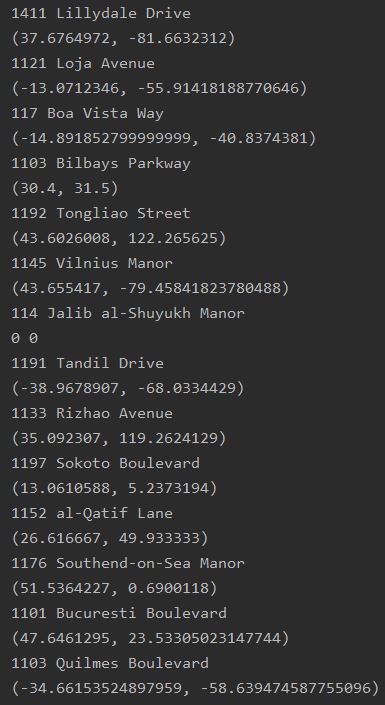 1411 Lillydale Drive
(37.6764972, -81.6632312)
1121 Loja Avenue
(-13.0712346, -55.91418188770646)
117 Boa Vista Way
(-14.891852799999999, -40.8374381)
1103 Bilbays Parkway
(30.4, 31.5)
1192 Tongliao Street
(43.6026008, 122.265625)
1145 Vilnius Manor
(43.655417, -79.45841823780488)
114 Jalib al-Shuyukh Manor
0 0
1191 Tandil Drive
(-38.9678907, -68.0334429)
1133 Rizhao Avenue
(35.092307, 119.2624129)
1197 Sokoto Boulevard
(13.0610588, 5.2373194)
1152 al-Qatif Lane
(26.616667, 49.933333)
1176 Southend-on-Sea Manor
(51.5364227, 0.6900118)
1101 Bucuresti Boulevard
(47.6461295, 23.53305023147744)
1103 Quilmes Boulevard
(-34.66153524897959, -58.639474587755096)